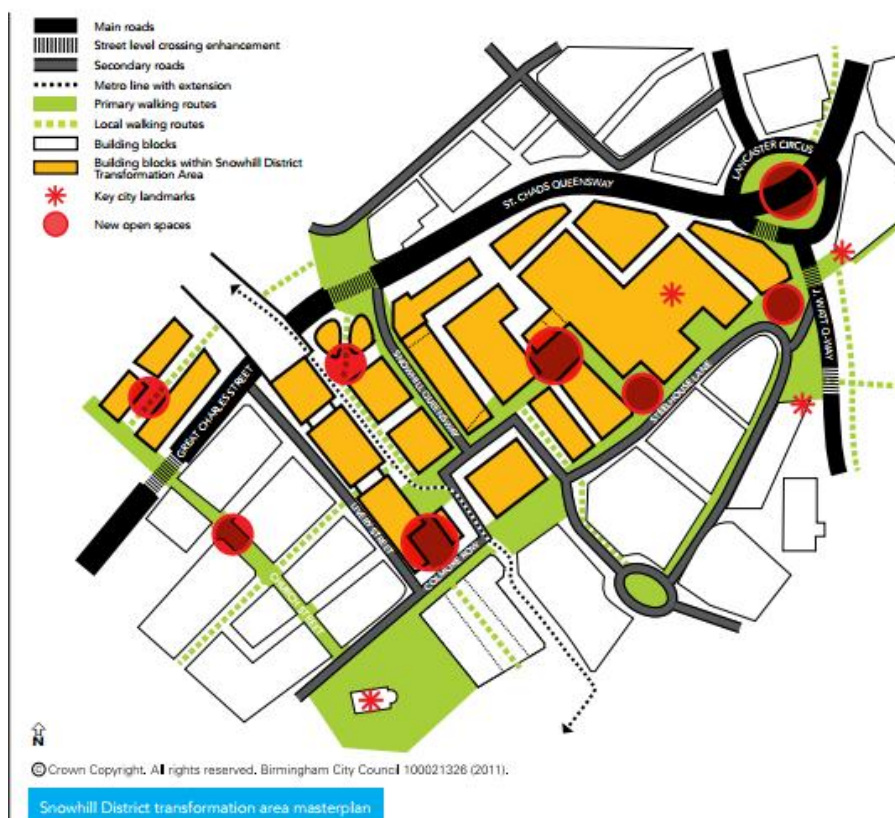 Main roads
Street level crossing enhancement
Secondary roads
Metro line with extension
Primary walking routes
Local walking routes
Building blocks
Building blocks within Snowhill District
Transformation Area
Key city landmarks
New open spaces
LANCASTER CIRCUS
ST. CHADS QUEENSWAY
J. WAT Q-WAY
SNOWHILL QUEENSWAY
GREAT CHARLES STREET
STEELHOUSE LANE
LIVERY STREET
COLMORE ROW
CHURCH STREET
N
© Crown Copyright. All rights reserved. Birmingham City Council 100021326 (2011).
Snowhill District transformation area masterplan